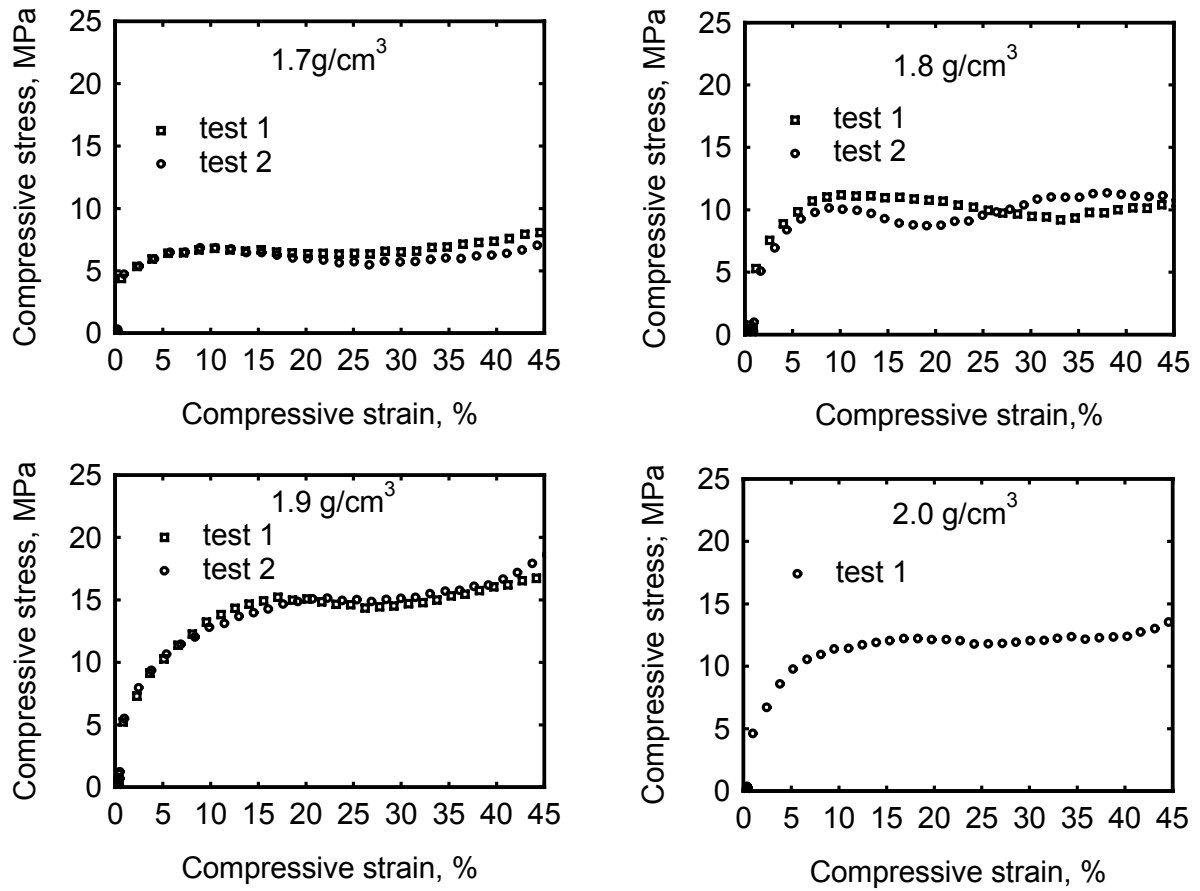 Compressive stress, MPa
25
20
15
10
5
0
1.7g/cm³
test 1
test 2
0 5 10 15 20 25 30 35 40 45
Compressive strain, %
Compressive stress, MPa
25
20
15
10
5
0
1.8 g/cm³
test 1
test 2
0 5 10 15 20 25 30 35 40 45
Compressive strain,%
Compressive stress, MPa
25
20
15
10
5
0
1.9 g/cm³
test 1
test 2
0 5 10 15 20 25 30 35 40 45
Compressive strain, %
Compressive stress; MPa
25
20
15
10
5
0
2.0 g/cm³
test 1
0 5 10 15 20 25 30 35 40 45
Compressive strain, %